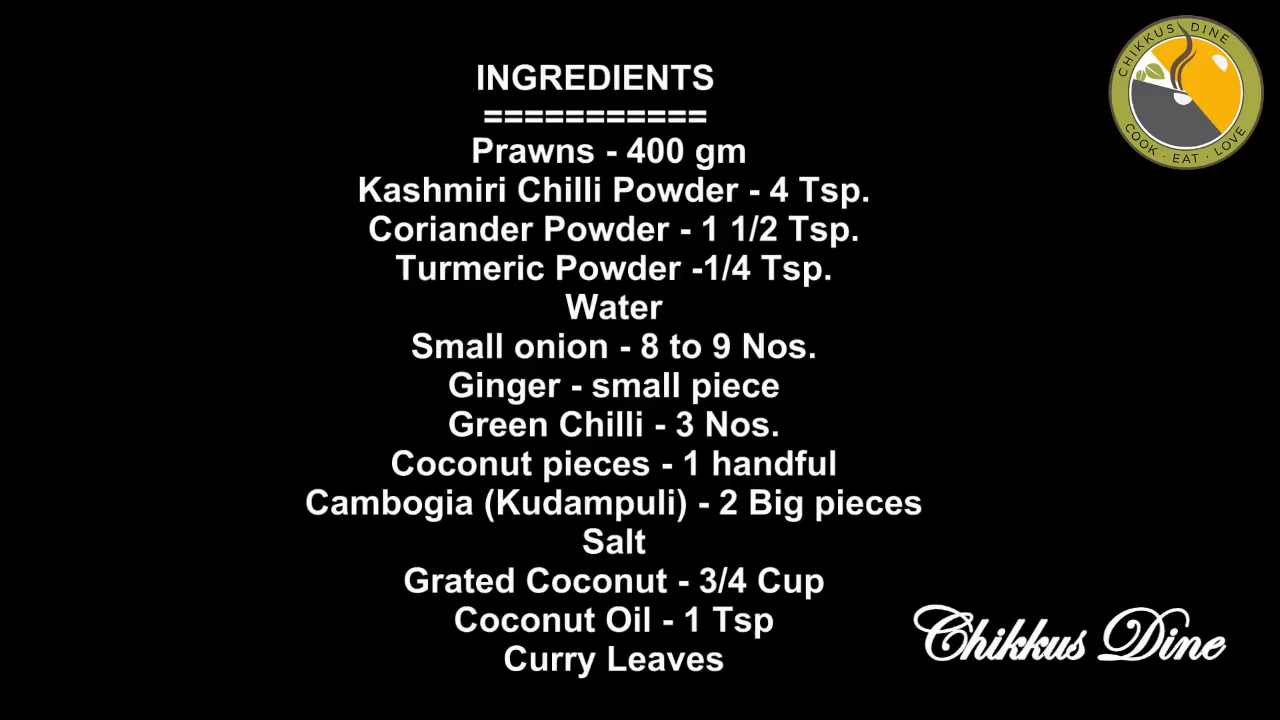 INGREDIENTS
===========
Prawns - 400 gm
Kashmiri Chilli Powder - 4 Tsp.
Coriander Powder - 1 1/2 Tsp.
Turmeric Powder -1/4 Tsp.
Water
Small onion - 8 to 9 Nos.
Ginger - small piece
Green Chilli - 3 Nos.
Coconut pieces - 1 handful
Cambogia (Kudampuli) - 2 Big pieces
Salt
Grated Coconut - 3/4 Cup
Coconut Oil - 1 Tsp
Curry Leaves
CHIKKUS DINE
COOK · EAT · LOVE
Chikkus Dine